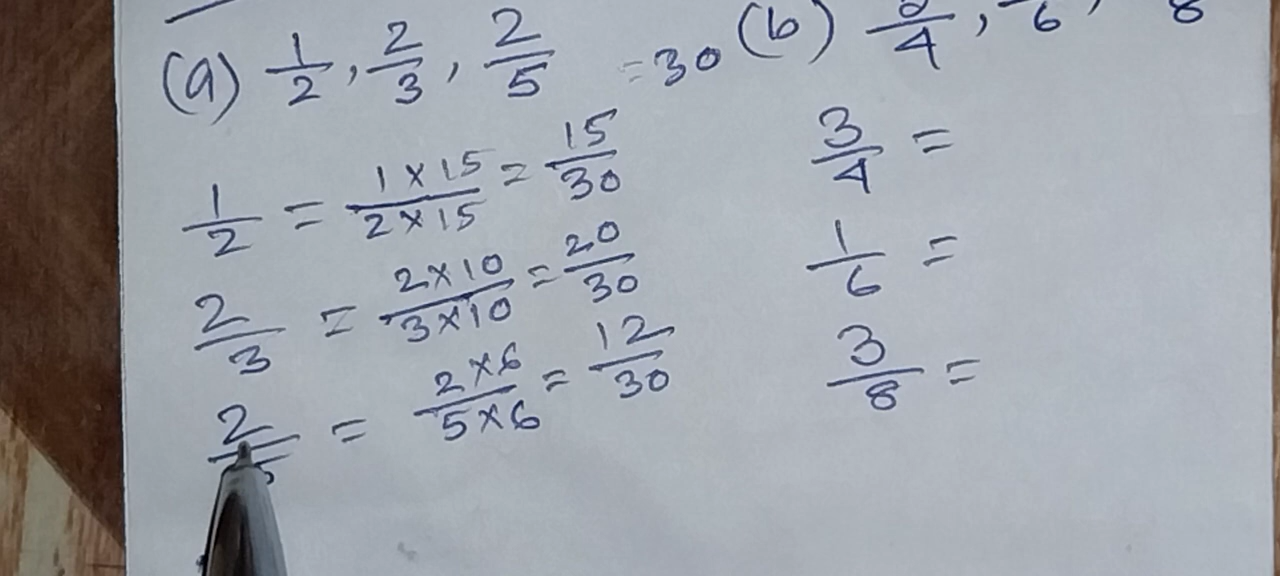 (a) 1/2, 2/3, 2/5 = 30
1/2 = 1 × 15 / 2 × 15 = 15/30
2/3 = 2 × 10 / 3 × 10 = 20/30
2/5 = 2 × 6 / 5 × 6 = 12/30
(b) 3/4, /6, /8
3/4 =
1/6 =
3/8 =